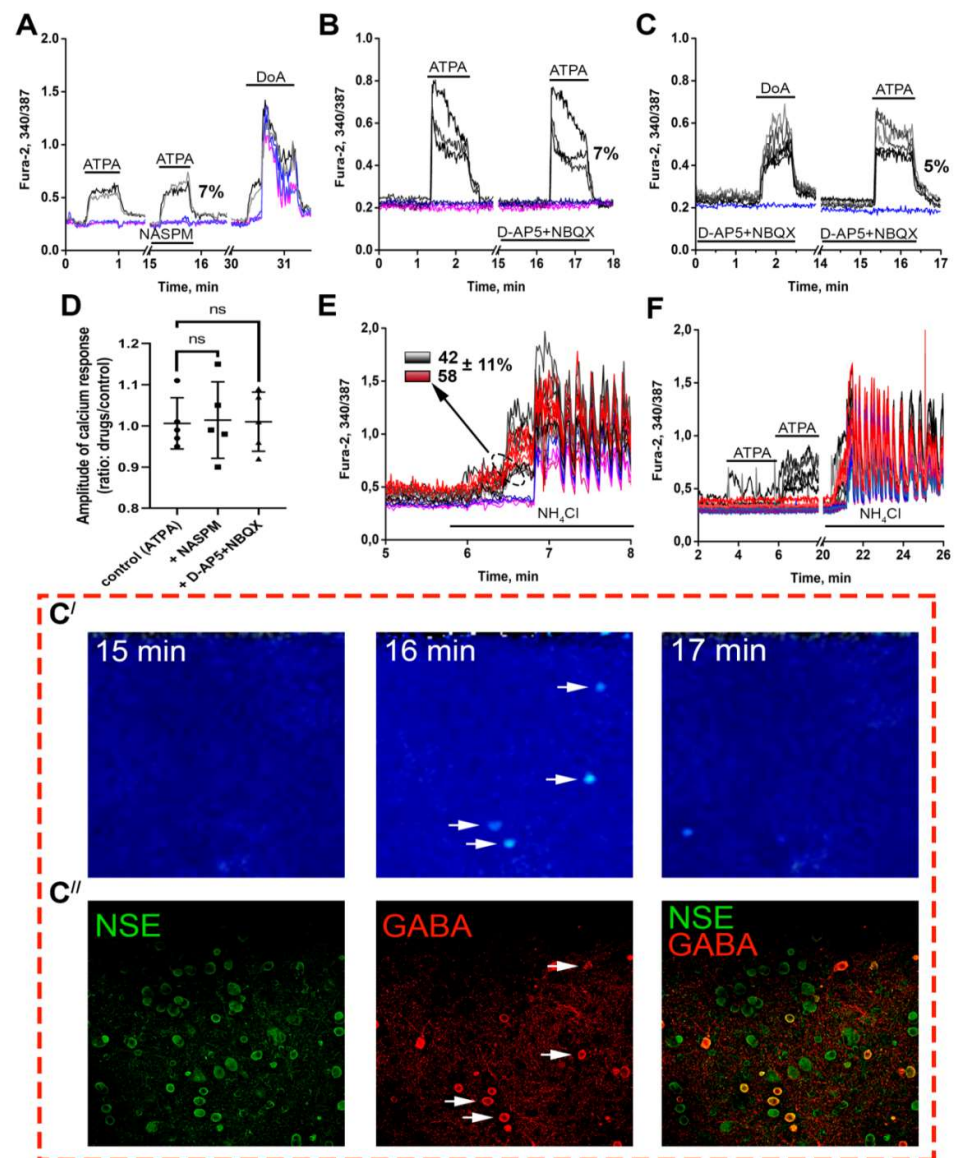 A
Fura-2, 340/387
2.0
1.5
1.0
0.5
0.0
DoA
ATPA
ATPA
7%
NASPM
0 1 15 16 30 31
Time, min
B
Fura-2, 340/387
1.0
0.8
0.6
0.4
0.2
ATPA
ATPA
7%
D-AP5+NBQX
0 1 2 15 16 17 18
Time, min
C
Fura-2, 340/387
1.0
0.8
0.6
0.4
0.2
DoA
ATPA
5%
D-AP5+NBQX
D-AP5+NBQX
0 1 2 14 15 16 17
Time, min
D
Amplitude of calcium response
(ratio: drugs/control)
1.2
1.1
1.0
0.9
0.8
ns
ns
control (ATPA)
+ NASPM
+ D-AP5+NBQX
E
Fura-2, 340/387
2,0
1,5
1,0
0,5
0,0
42
58
± 11%
NH4Cl
5 6 7 8
Time, min
F
Fura-2, 340/387
2,0
1,5
1,0
0,5
0,0
ATPA
ATPA
NH4Cl
2 4 6 20 22 24 26
Time, min
C/
15 min
16 min
17 min
C//
NSE
GABA
NSE
GABA